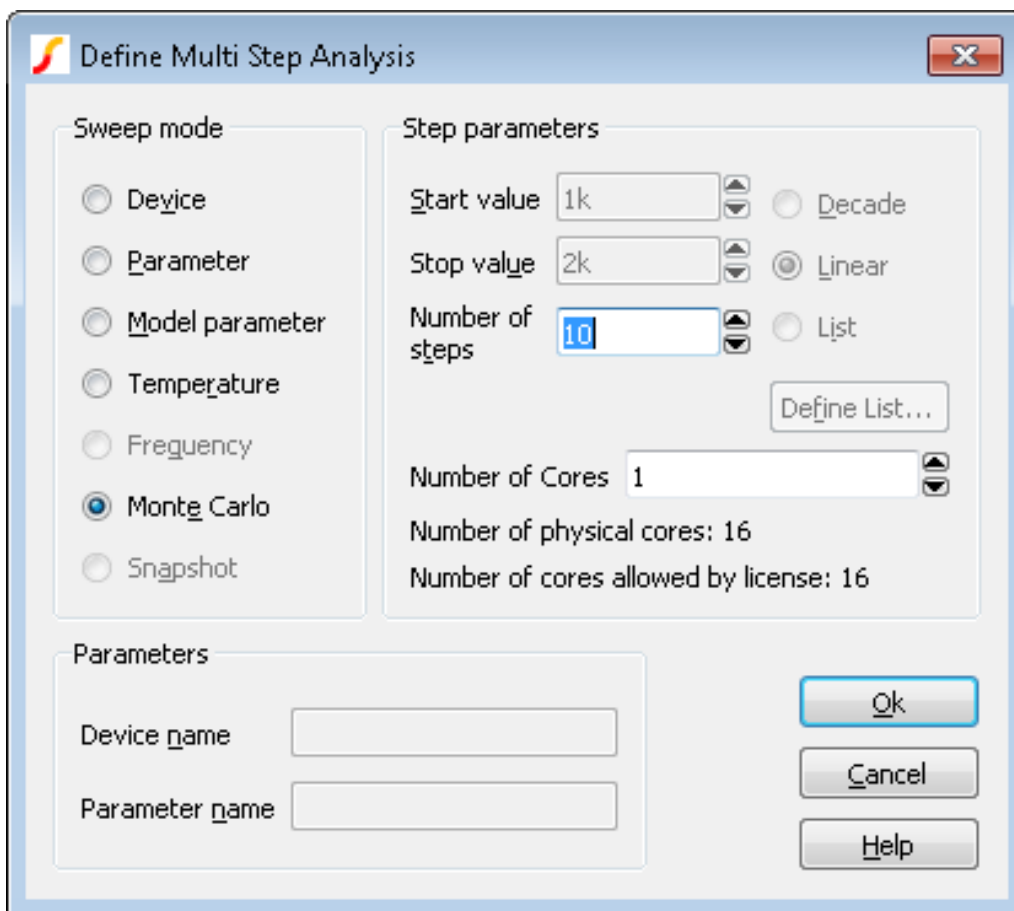 Define Multi Step Analysis
Sweep mode
Device
Parameter
Model parameter
Temperature
Frequency
Monte Carlo
Snapshot
Step parameters
Start value 1k
Decade
Stop value 2k
Linear
Number of
steps
10
List
Define List...
Number of Cores 1
Number of physical cores: 16
Number of cores allowed by license: 16
Parameters
Device name
Parameter name
Ok
Cancel
Help